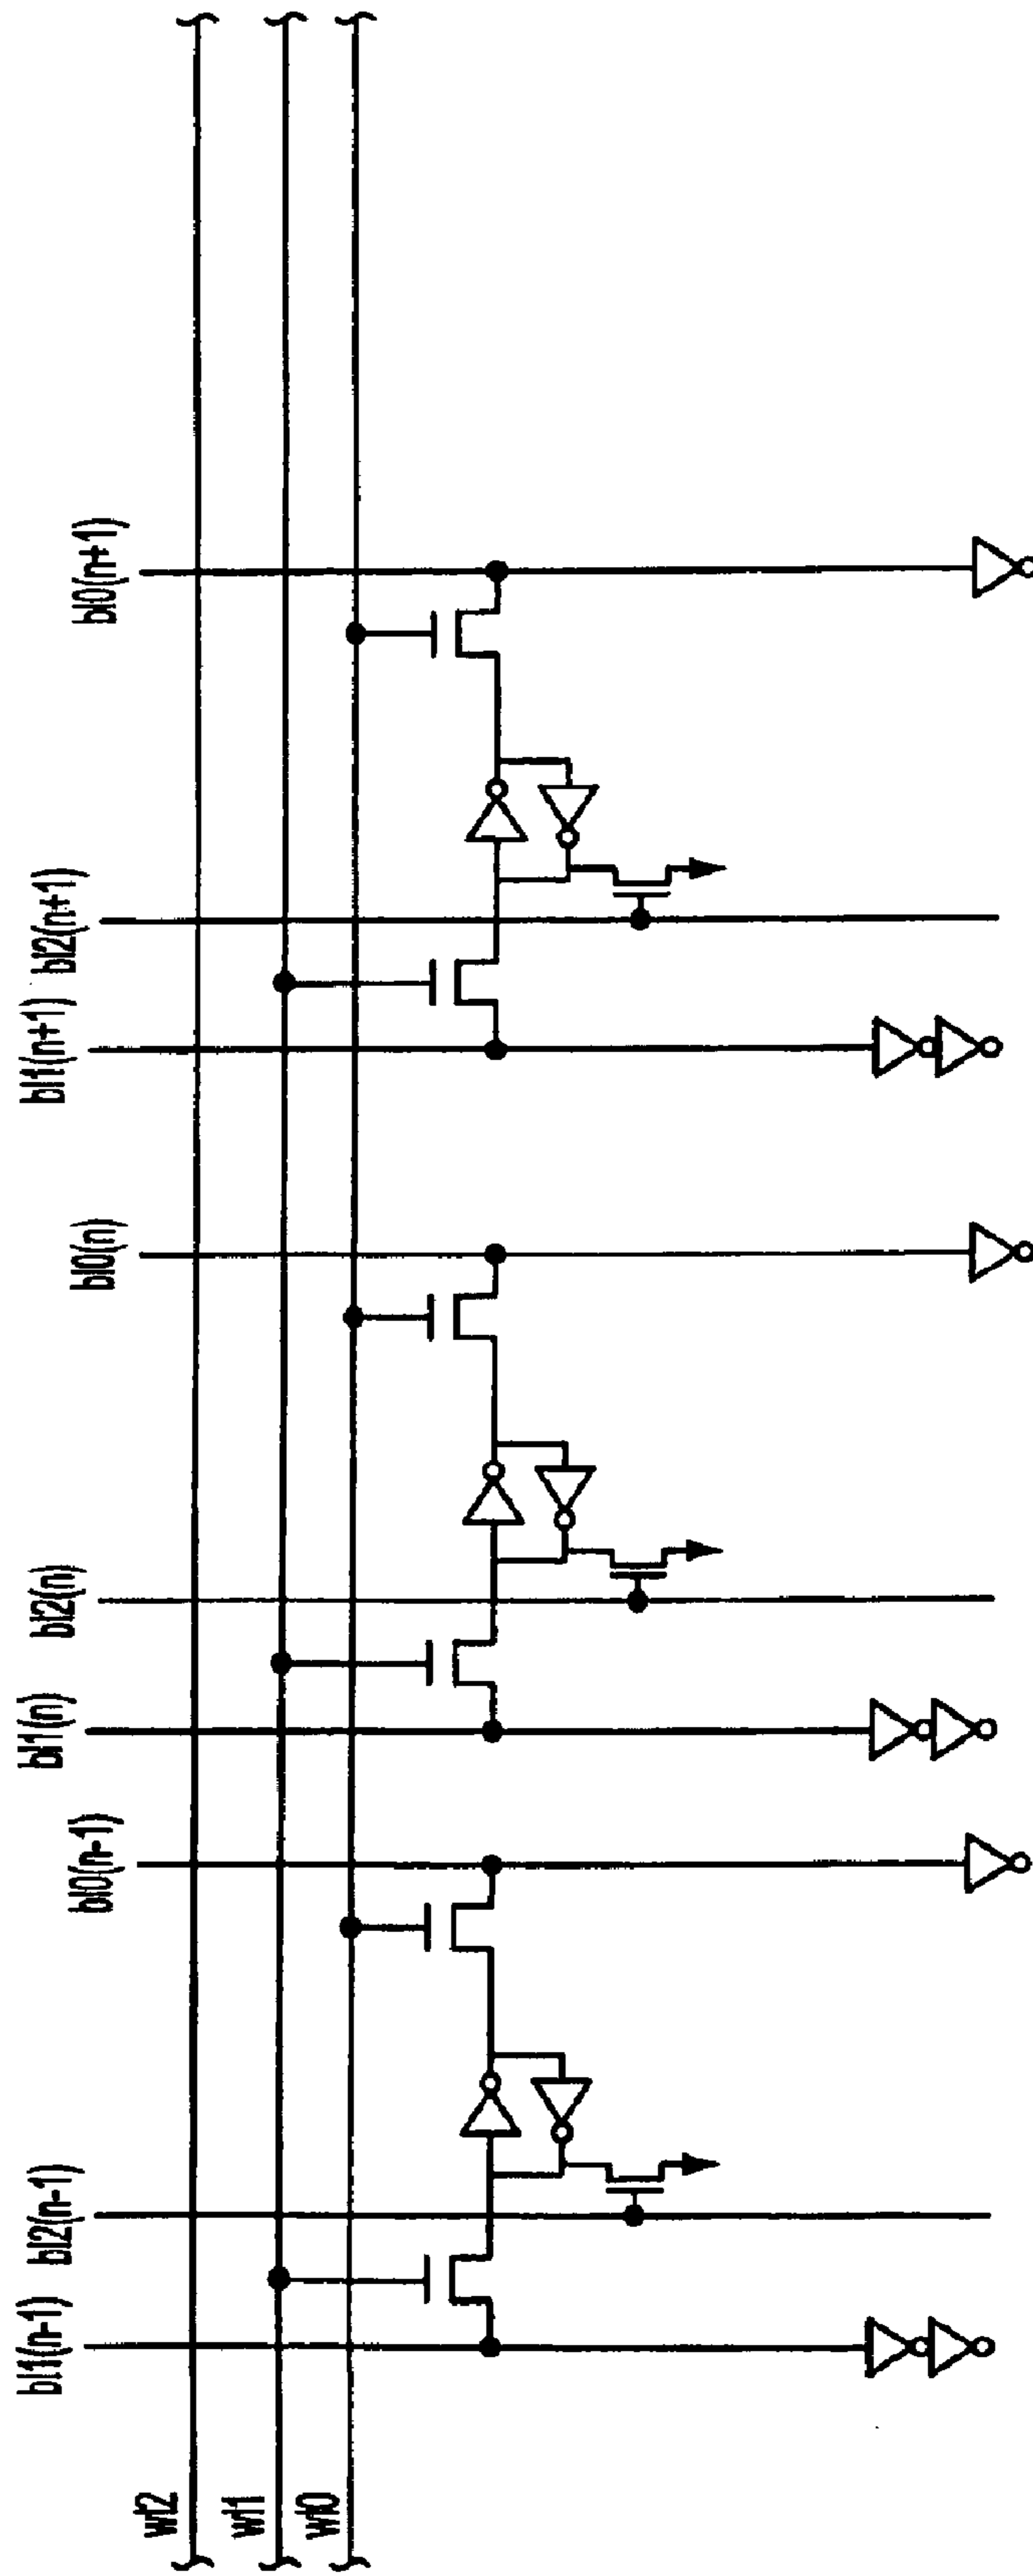 bl1(n-1)
bl2(n-1)
bl0(n-1)
bl1(n)
bl2(n)
bl0(n)
bl1(n+1)
bl2(n+1)
bl0(n+1)
wl2
wl1
wl0